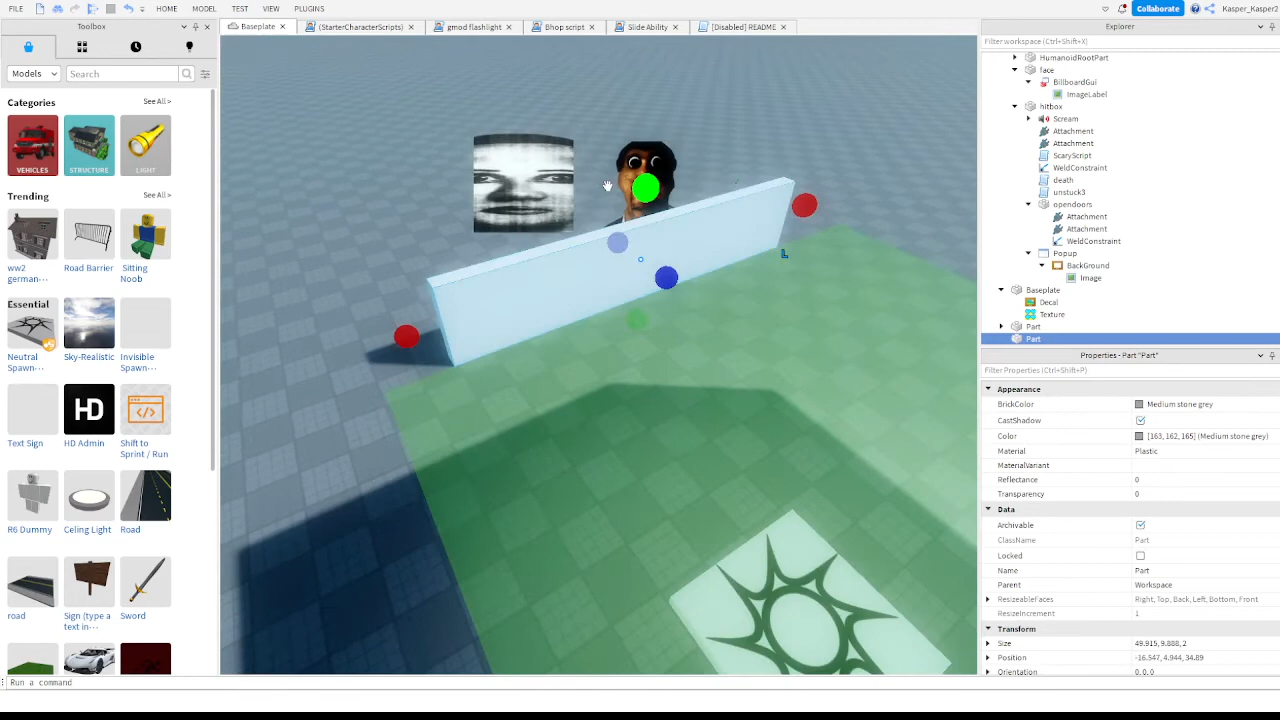 FILE
HOME MODEL TEST VIEW PLUGINS
Collaborate Kasper_Kasper2
Toolbox
Baseplate × (StarterCharacterScripts) × gmod flashlight × Bhop script × Slide Ability × [Disabled] README ×
Explorer
Filter workspace (Ctrl+Shift+X)
Models Search
Categories See All >
VEHICLES STRUCTURE LIGHT
Trending See All >
ww2 german-··· Road Barrier Sitting Noob
Essential
Neutral Spawn-··· Sky-Realistic Invisible Spawn-···
HD
Text Sign HD Admin Shift to Sprint / Run
R6 Dummy Celing Light Road
road Sign (type a text in-··· Sword
HumanoidRootPart
face
BillboardGui
ImageLabel
hitbox
Scream
Attachment
Attachment
ScaryScript
WeldConstraint
death
unstuck3
opendoors
Attachment
Attachment
WeldConstraint
Popup
BackGround
Image
Baseplate
Decal
Texture
Part
Part
Properties - Part "Part"
Filter Properties (Ctrl+Shift+P)
Appearance
BrickColor Medium stone grey
CastShadow
Color [163, 162, 165] (Medium stone grey)
Material Plastic
MaterialVariant
Reflectance 0
Transparency 0
Data
Archivable
ClassName Part
Locked
Name Part
Parent Workspace
ResizeableFaces Right, Top, Back, Left, Bottom, Front
ResizeIncrement 1
Transform
Size 49.915, 9.888, 2
Position -16.547, 4.944, 34.89
Orientation 0, 0, 0
L
Run a command